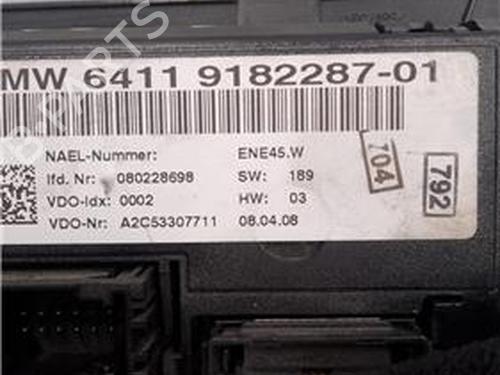 MW 6411 9182287-01
NAEL-Nummer: ENE45.W
lfd. Nr.: 080228698 SW: 189
VDO-Idx: 0002 HW: 03
VDO-Nr: A2C53307711 08.04.08
704
792